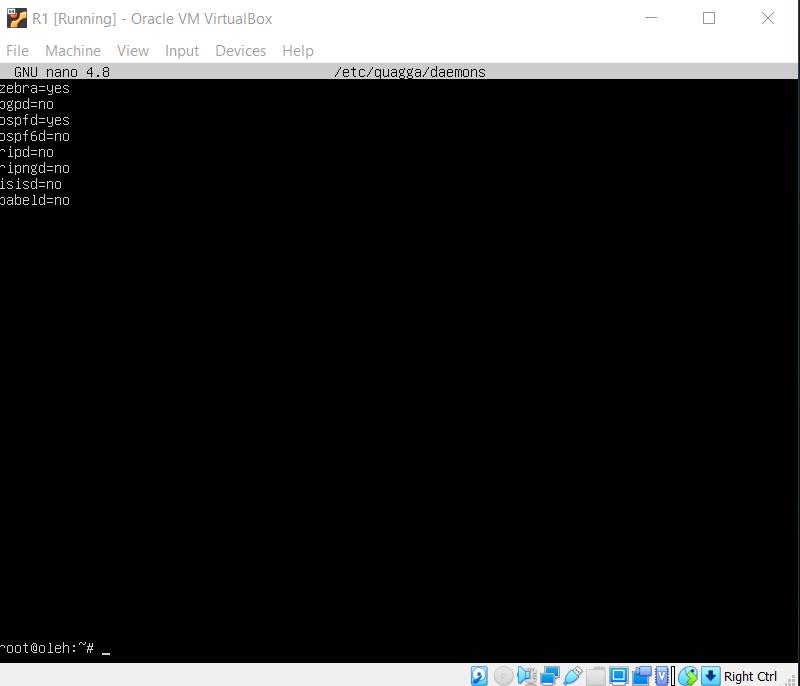 R1 [Running] - Oracle VM VirtualBox
File Machine View Input Devices Help
GNU nano 4.8 /etc/quagga/daemons
zebra=yes
bgpd=no
ospfd=yes
ospf6d=no
ripd=no
ripngd=no
isisd=no
babeld=no
root@oleh:~# _
Right Ctrl